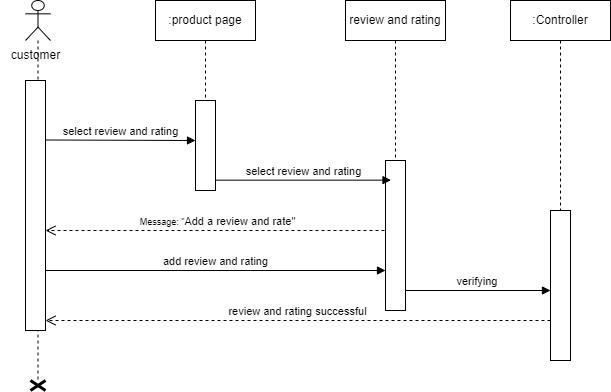 :product page
review and rating
:Controller
customer
select review and rating
select review and rating
Message: "Add a review and rate"
add review and rating
verifying
review and rating successful